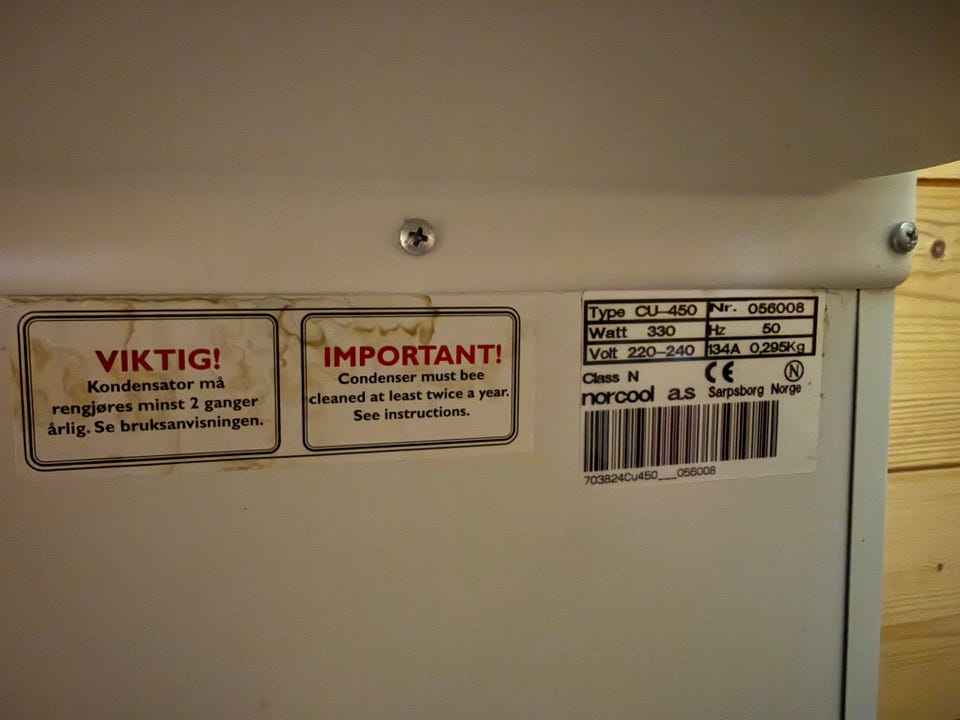 VIKTIG!
Kondensator må
rengjøres minst 2 ganger
årlig. Se bruksanvisningen.
IMPORTANT!
Condenser must bee
cleaned at least twice a year.
See instructions.
Type CU-450 Nr. 056008
Watt 330 Hz 50
Volt 220-240 134A 0,295Kg
Class N CE N
norcool a.s Sarpsborg Norge
703824Cu450___056008